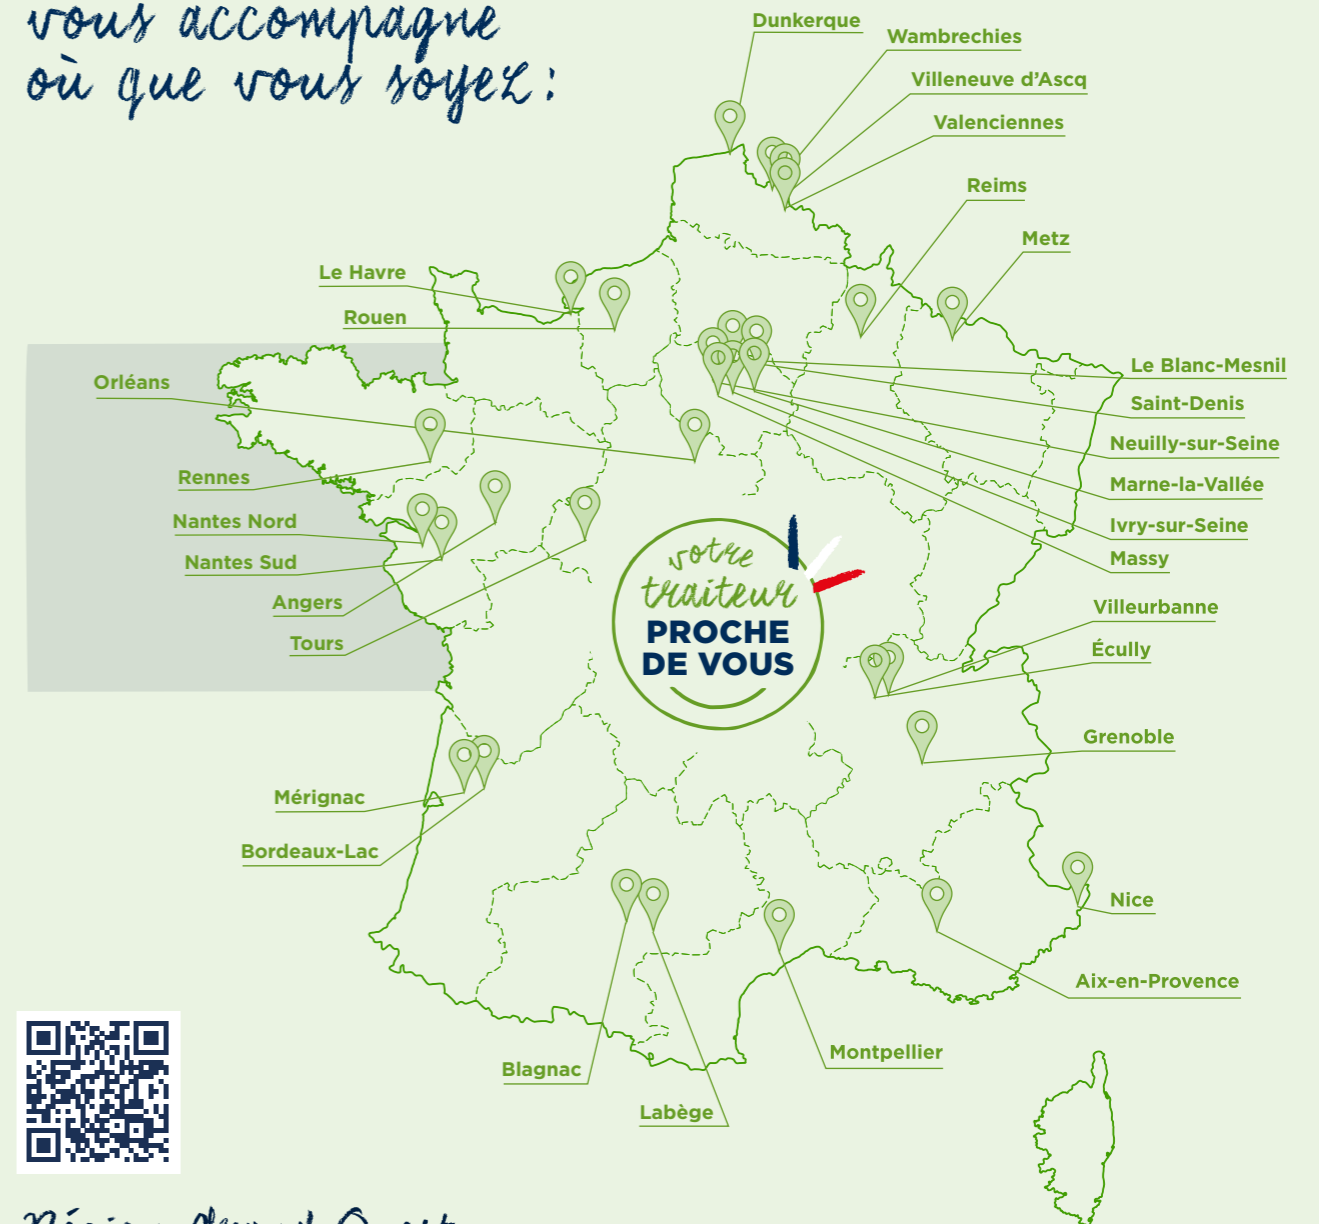 vous accompagne
où que vous soyez :
Dunkerque
Wambrechies
Villeneuve d'Ascq
Valenciennes
Reims
Metz
Le Havre
Rouen
Orléans
Rennes
Nantes Nord
Nantes Sud
Angers
Tours
Le Blanc-Mesnil
Saint-Denis
Neuilly-sur-Seine
Marne-la-Vallée
Ivry-sur-Seine
Massy
votre
traiteur
PROCHE
DE VOUS
Villeurbanne
Écully
Grenoble
Mérignac
Bordeaux-Lac
Nice
Aix-en-Provence
Montpellier
Blagnac
Labège